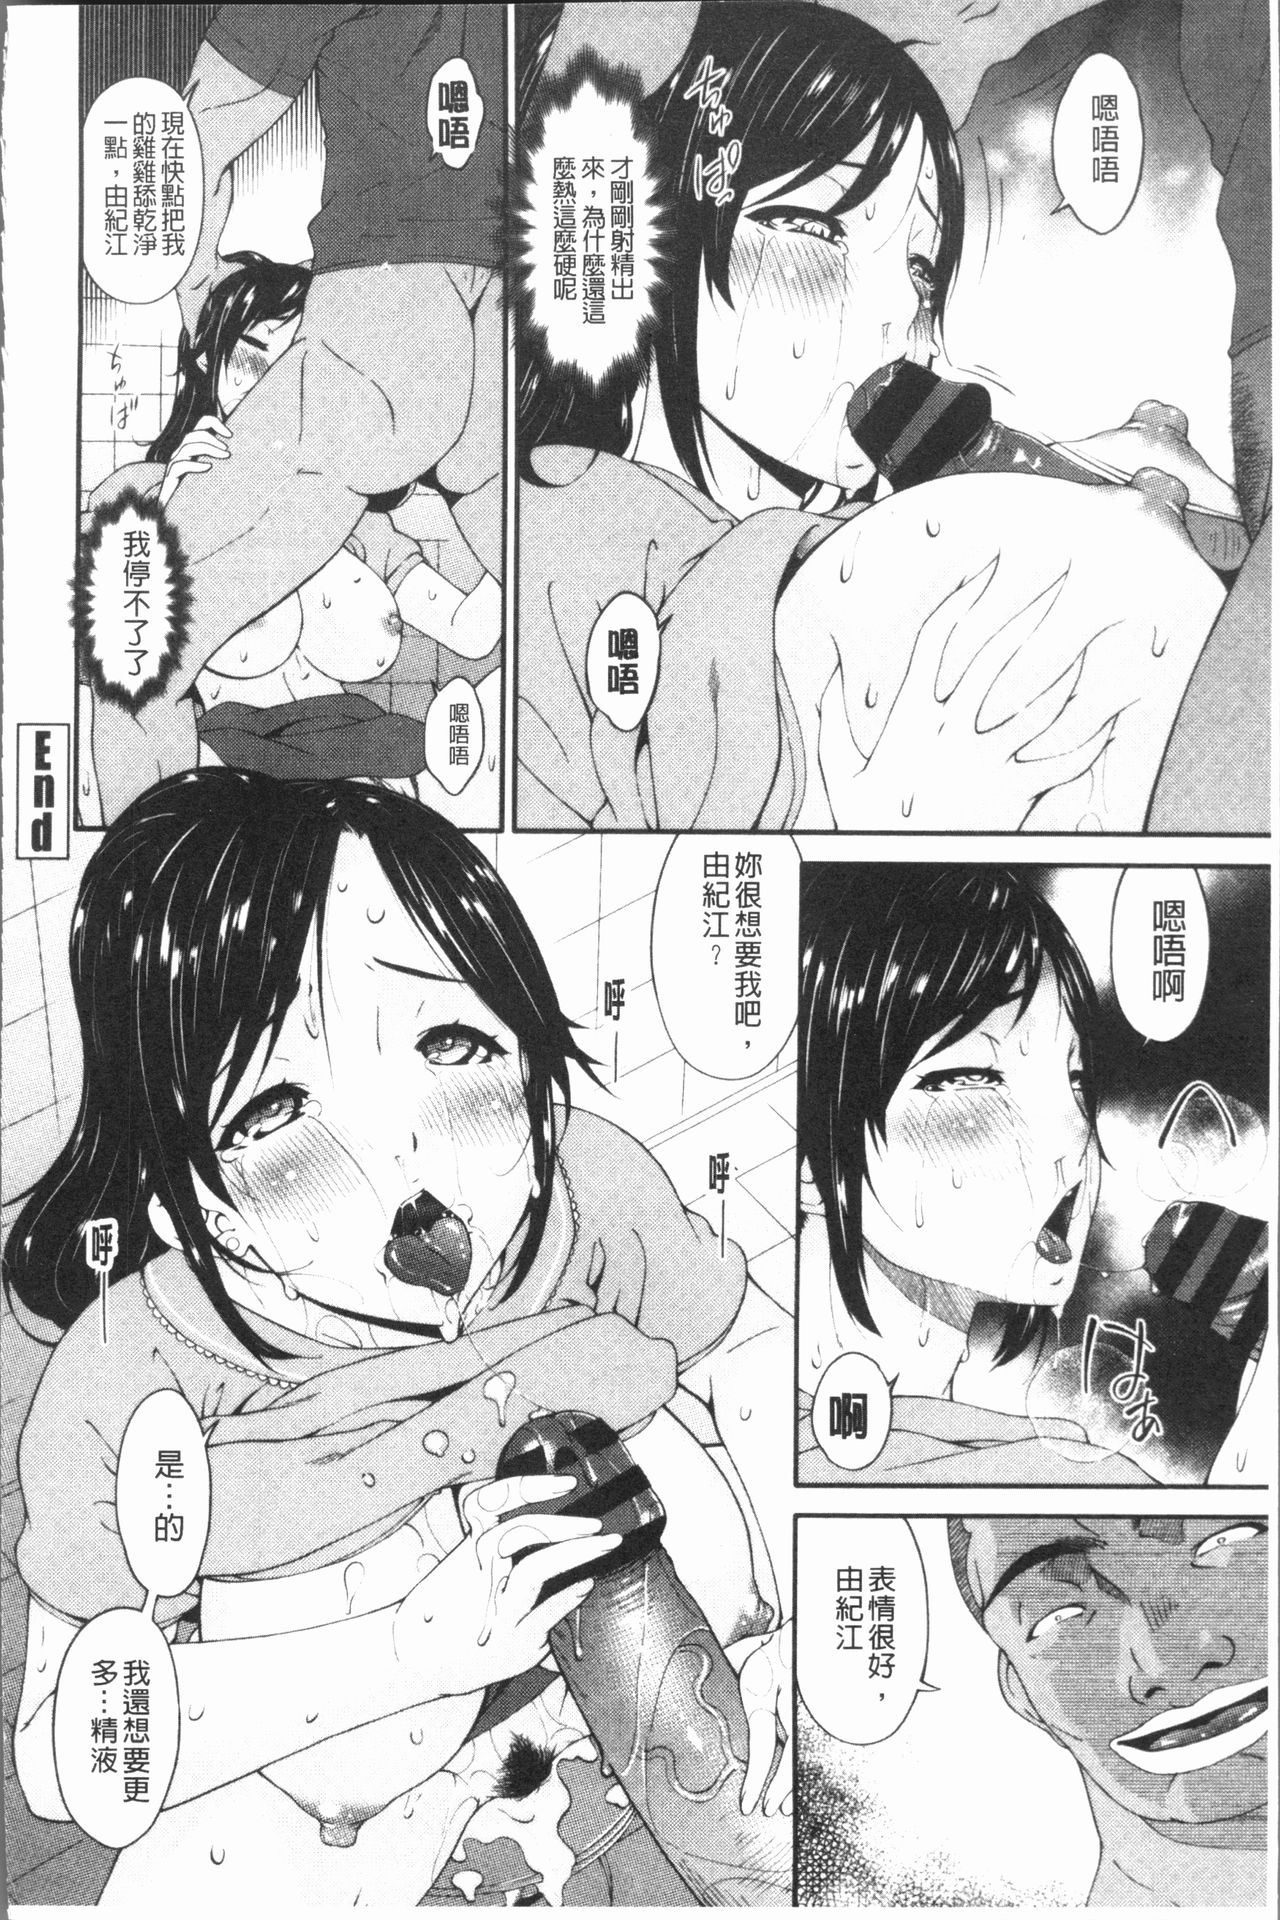 嗯唔唔
ちゅぱっ
才剛剛射精出
來，為什麼還這
麼熱這麼硬呢
嗯唔
嗯唔
現在快點把我
的雞雞舔乾淨
一點，由紀江
ちゅば
我停不了了
嗯唔唔
End
嗯唔啊
はぁ
啊
表情很好，
由紀江
妳很想要我吧，
由紀江？
呼—
呼—
呼—
是…的
我還想要更
多…精液